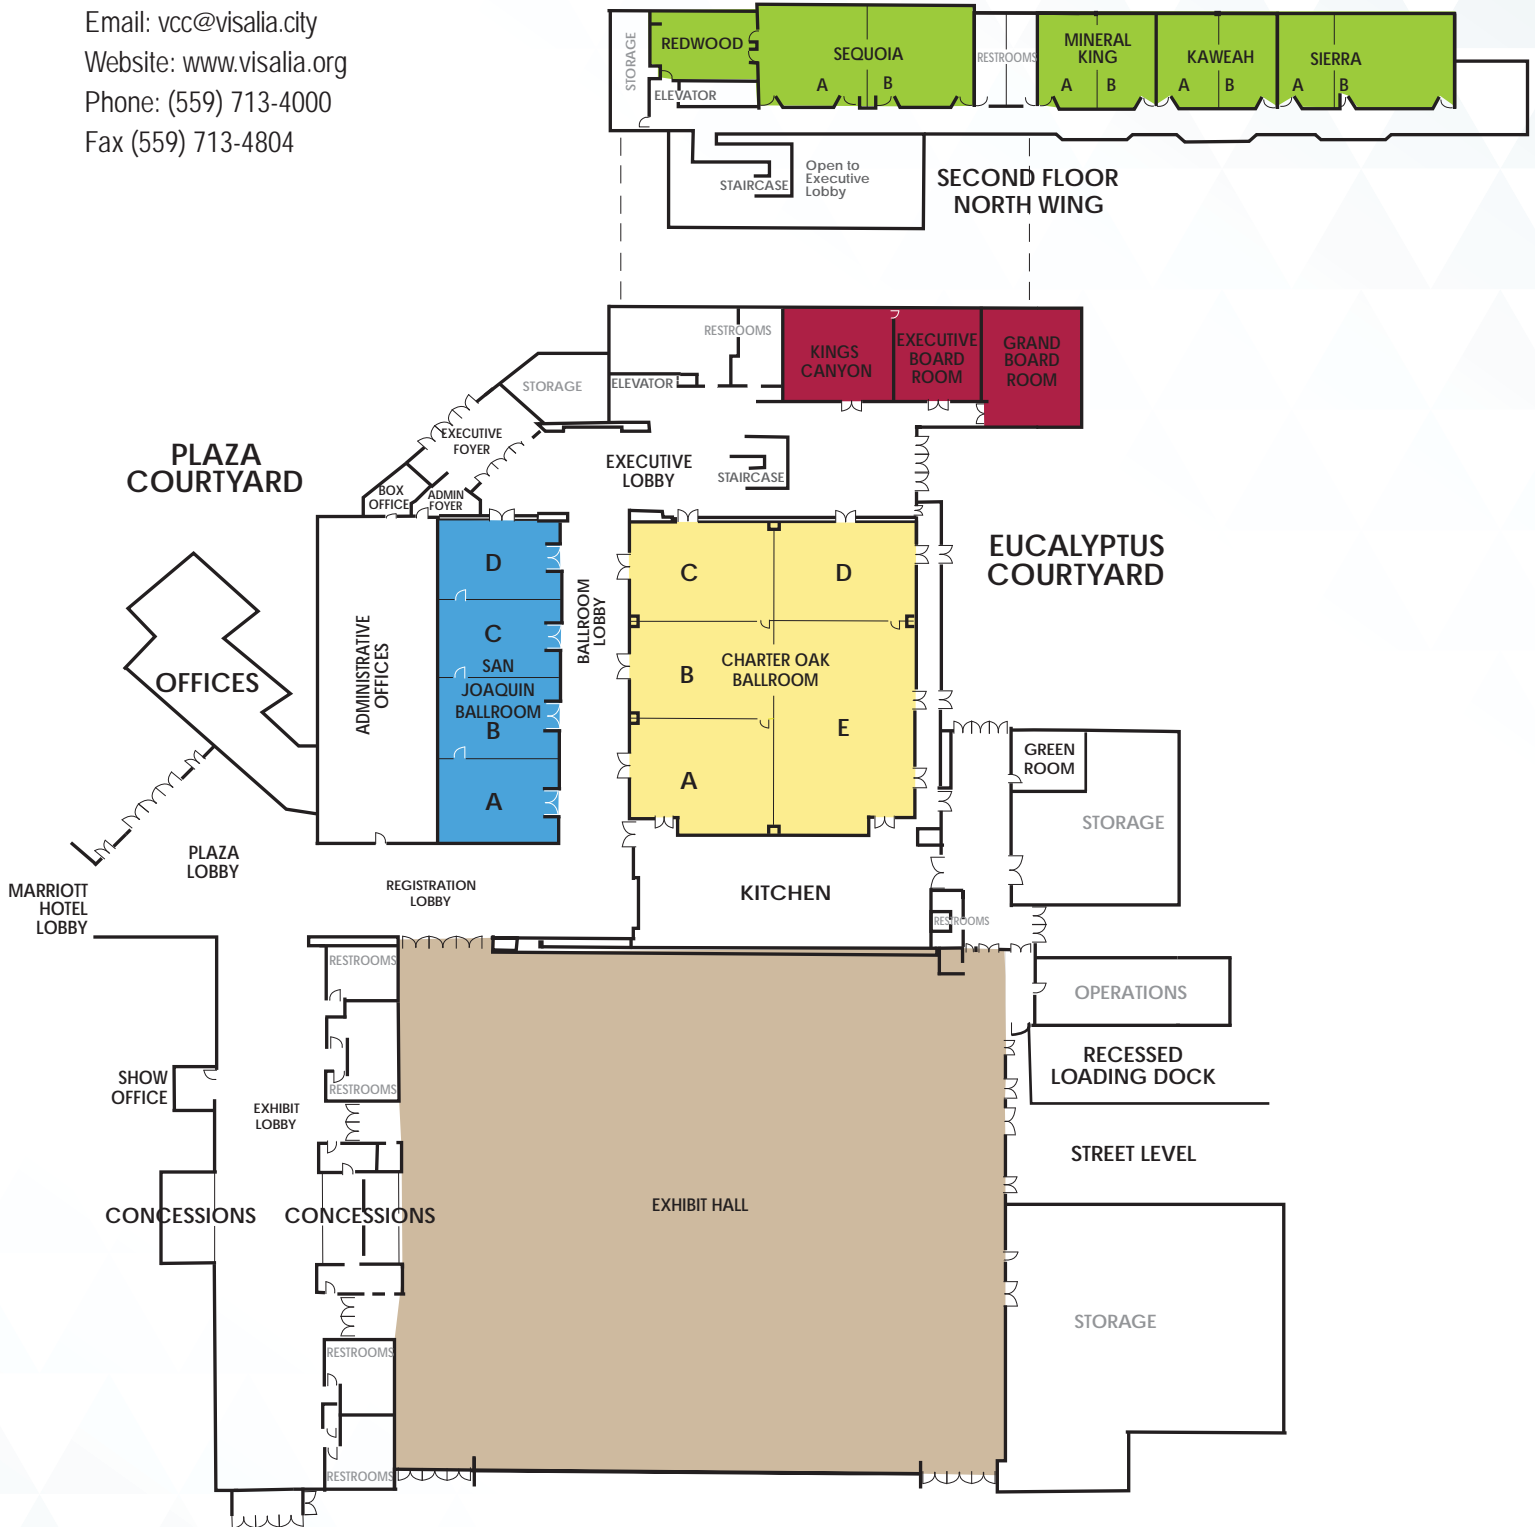 Email: vcc@visalia.city
Website: www.visalia.org
Phone: (559) 713-4000
Fax (559) 713-4804
STORAGE
REDWOOD
ELEVATOR
SEQUOIA
A
B
RESTROOMS
MINERAL
KING
A
B
KAWEAH
A
B
SIERRA
A
B
STAIRCASE
Open to
Executive
Lobby
SECOND FLOOR
NORTH WING
RESTROOMS
KINGS
CANYON
EXECUTIVE
BOARD
ROOM
GRAND
BOARD
ROOM
STORAGE
ELEVATOR
EXECUTIVE
FOYER
PLAZA
COURTYARD
EXECUTIVE
LOBBY
STAIRCASE
BOX
OFFICE
ADMIN
FOYER
EUCALYPTUS
COURTYARD
OFFICES
ADMINISTRATIVE
OFFICES
D
C
SAN
JOAQUIN
BALLROOM
B
A
BALLROOM
LOBBY
C
D
B
CHARTER OAK
BALLROOM
E
A
GREEN
ROOM
STORAGE
PLAZA
LOBBY
MARRIOTT
HOTEL
LOBBY
REGISTRATION
LOBBY
KITCHEN
RESTROOMS
RESTROOMS
OPERATIONS
RECESSED
LOADING DOCK
SHOW
OFFICE
RESTROOMS
EXHIBIT
LOBBY
STREET LEVEL
CONCESSIONS
CONCESSIONS
EXHIBIT HALL
STORAGE
RESTROOMS
RESTROOMS